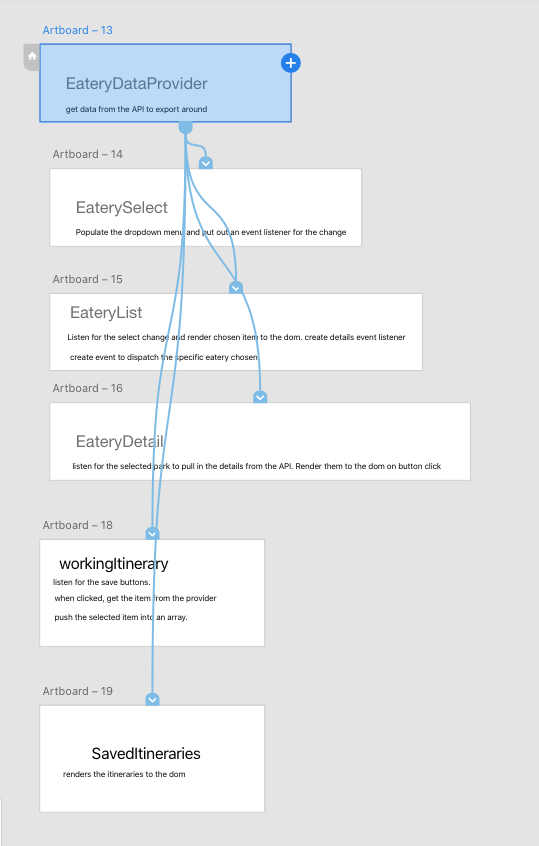 Artboard – 13
EateryDataProvider
get data from the API to export around
Artboard – 14
EaterySelect
Populate the dropdown menu and put out an event listener for the change
Artboard – 15
EateryList
Listen for the select change and render chosen item to the dom. create details event listener
create event to dispatch the specific eatery chosen
Artboard – 16
EateryDetail
listen for the selected park to pull in the details from the API. Render them to the dom on button click
Artboard – 18
workingItinerary
listen for the save buttons.
when clicked, get the item from the provider
push the selected item into an array.
Artboard – 19
SavedItineraries
renders the itineraries to the dom